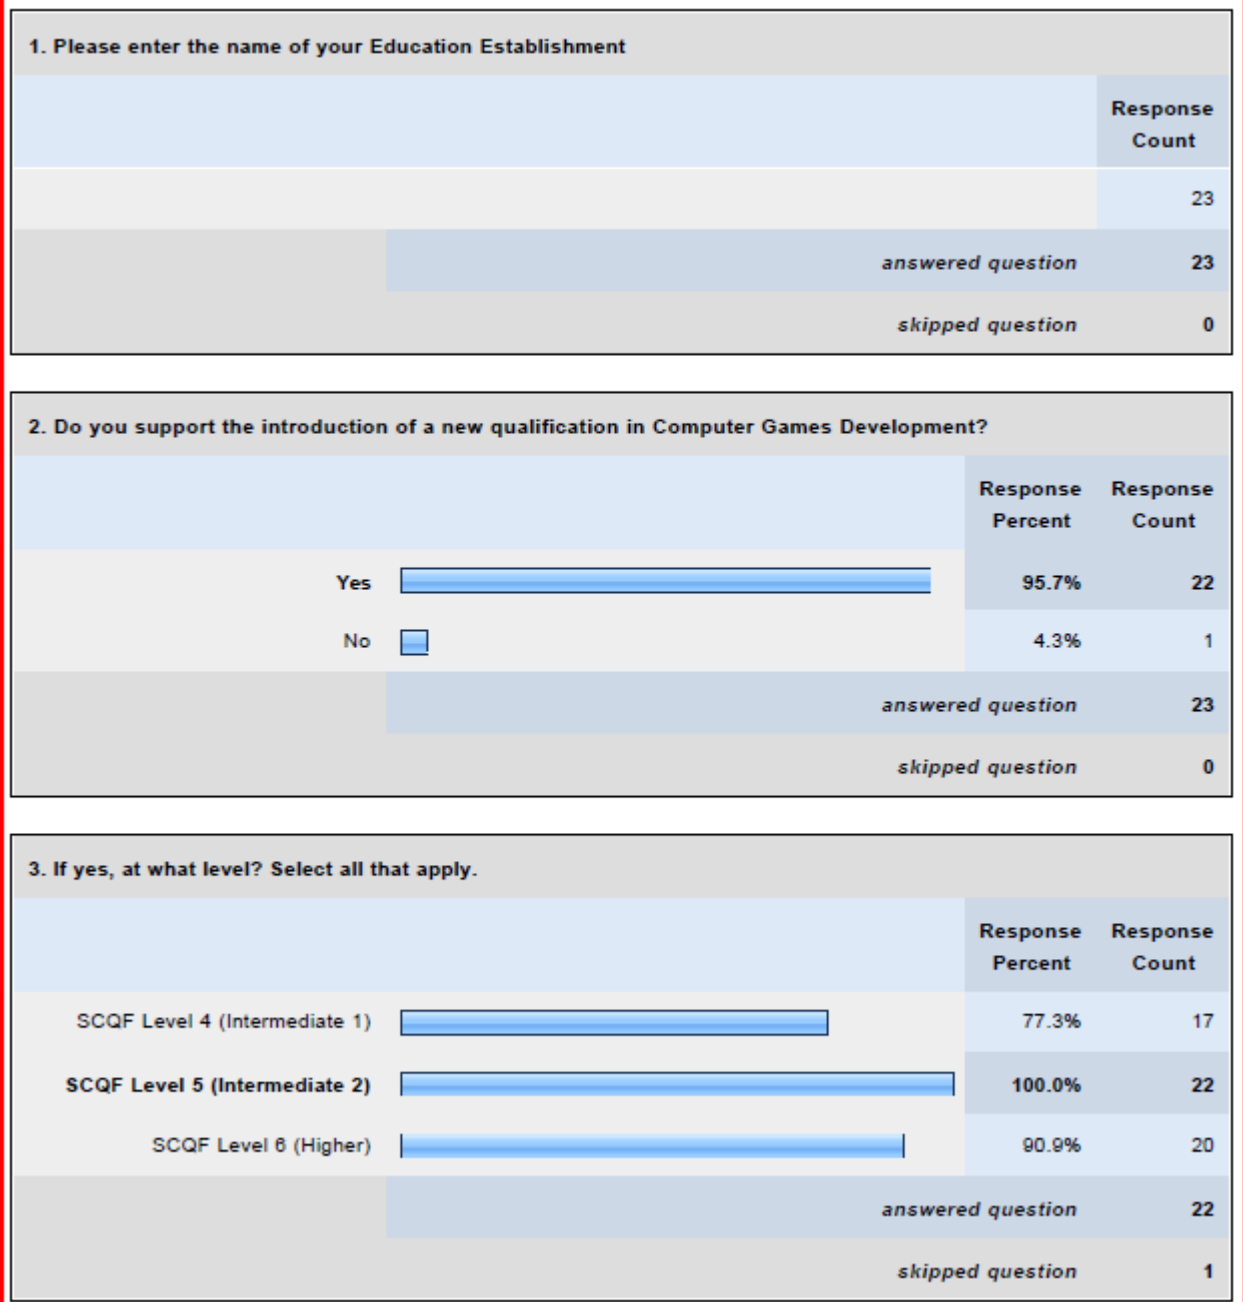 1. Please enter the name of your Education Establishment
Response
Count
23
answered question 23
skipped question 0
2. Do you support the introduction of a new qualification in Computer Games Development?
Response Response
Percent Count
Yes 95.7% 22
No 4.3% 1
answered question 23
skipped question 0
3. If yes, at what level? Select all that apply.
Response Response
Percent Count
SCQF Level 4 (Intermediate 1) 77.3% 17
SCQF Level 5 (Intermediate 2) 100.0% 22
SCQF Level 6 (Higher) 90.9% 20
answered question 22
skipped question 1